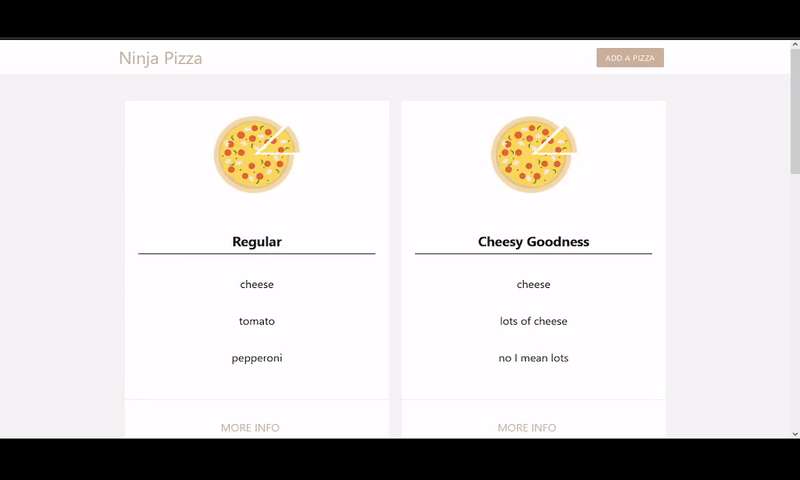 Ninja Pizza
ADD A PIZZA
Regular
cheese
tomato
pepperoni
MORE INFO
Cheesy Goodness
cheese
lots of cheese
no I mean lots
MORE INFO